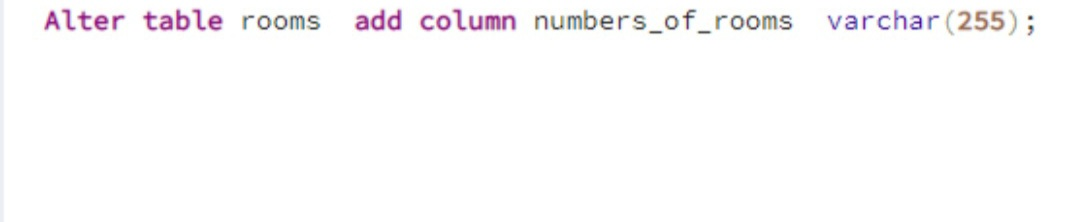 Alter table rooms  add column numbers_of_rooms  varchar(255);